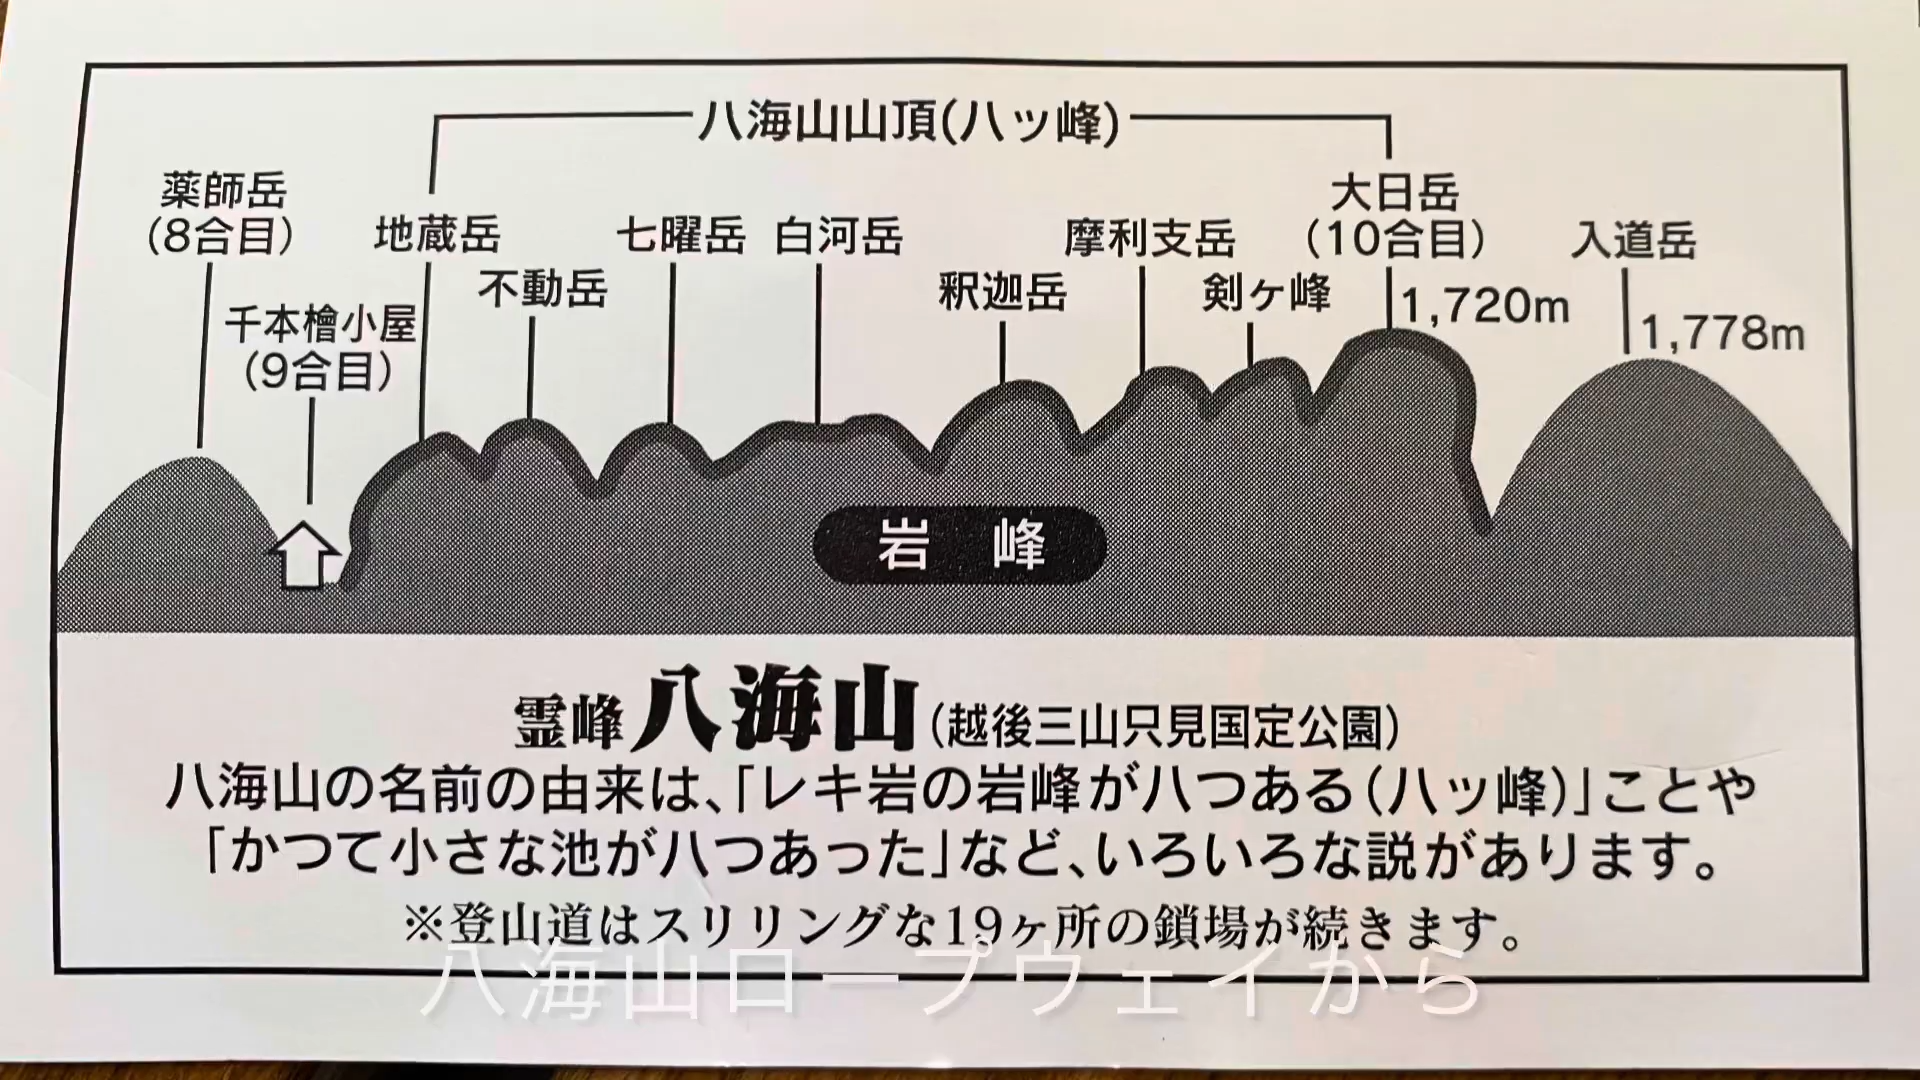 八海山山頂(八ッ峰)
薬師岳
(8合目)
千本檜小屋
(9合目)
地蔵岳
不動岳
七曜岳
白河岳
釈迦岳
摩利支岳
剣ヶ峰
大日岳
(10合目)
1,720m
入道岳
1,778m
岩 峰
霊峰八海山(越後三山只見国定公園)
八海山の名前の由来は、「レキ岩の岩峰が八つある(八ッ峰)」ことや
「かつて小さな池が八つあった」など、いろいろな説があります。
※登山道はスリリングな19ヶ所の鎖場が続きます。
八海山ロープウェイから